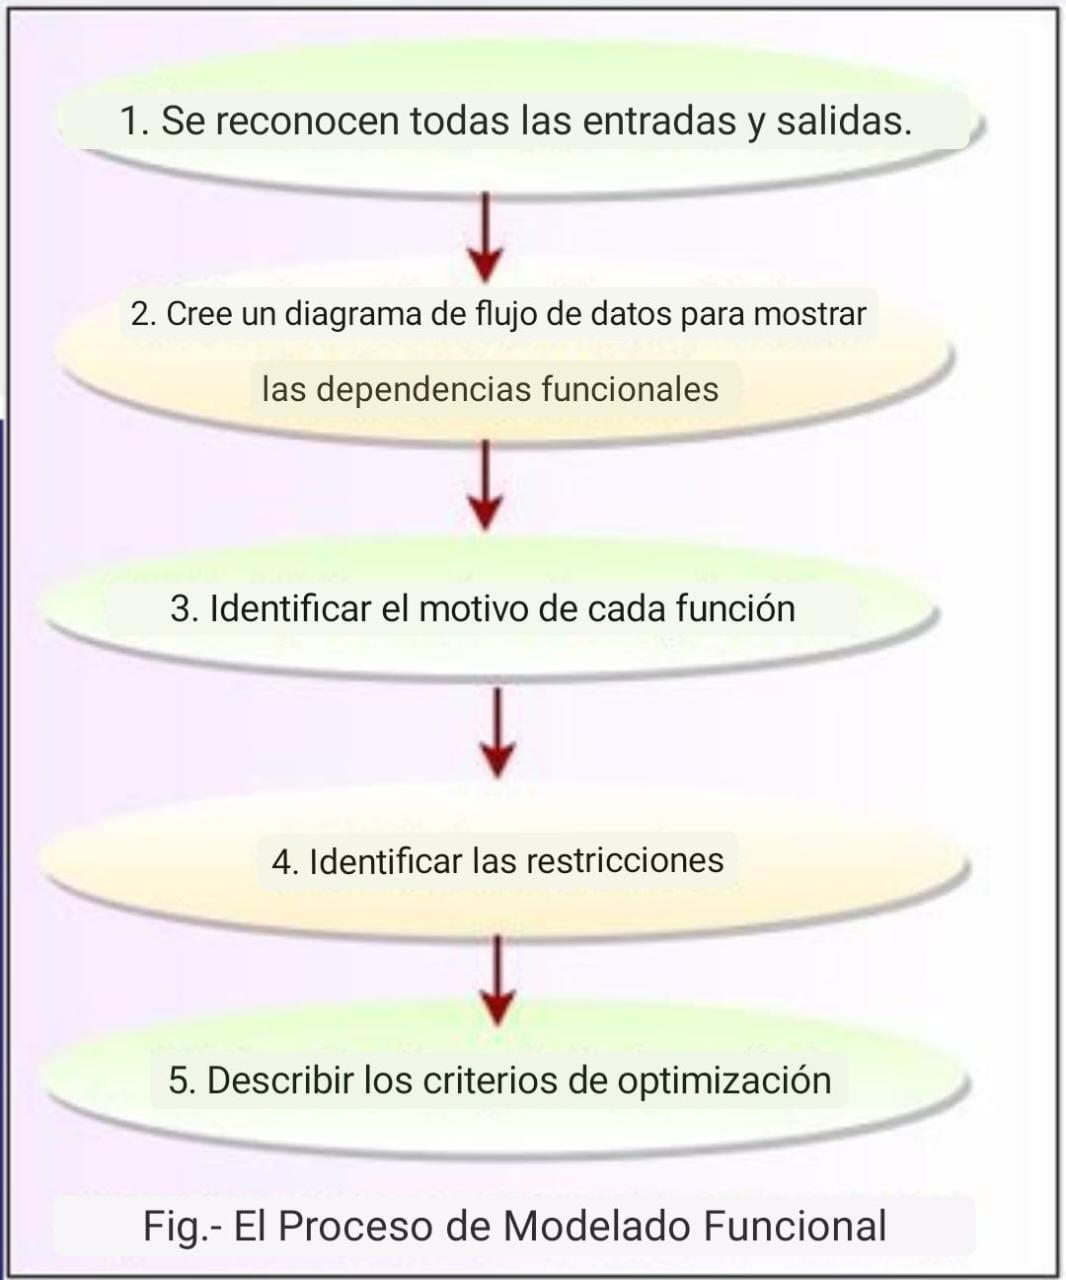 1. Se reconocen todas las entradas y salidas.
2. Cree un diagrama de flujo de datos para mostrar
las dependencias funcionales
3. Identificar el motivo de cada función
4. Identificar las restricciones
5. Describir los criterios de optimización
Fig.- El Proceso de Modelado Funcional